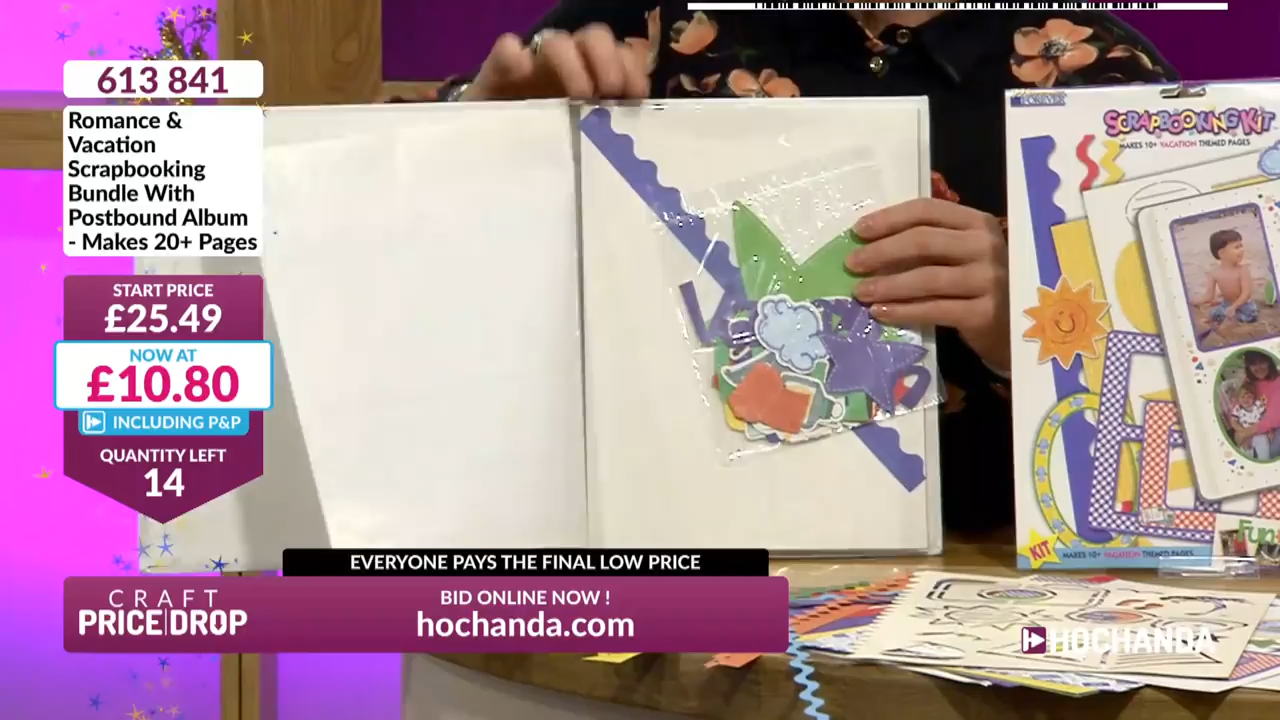 613 841
Romance &
Vacation
Scrapbooking
Bundle With
Postbound Album
- Makes 20+ Pages
START PRICE
£25.49
NOW AT
£10.80
INCLUDING P&P
QUANTITY LEFT
14
EVERYONE PAYS THE FINAL LOW PRICE
CRAFT
PRICE DROP
BID ONLINE NOW !
hochanda.com
FOREVER
SCRAPBOOKING KIT
MAKES 10+ VACATION THEMED PAGES
KIT
MAKES 10+ VACATION THEMED PAGES
Fun
HOCHANDA